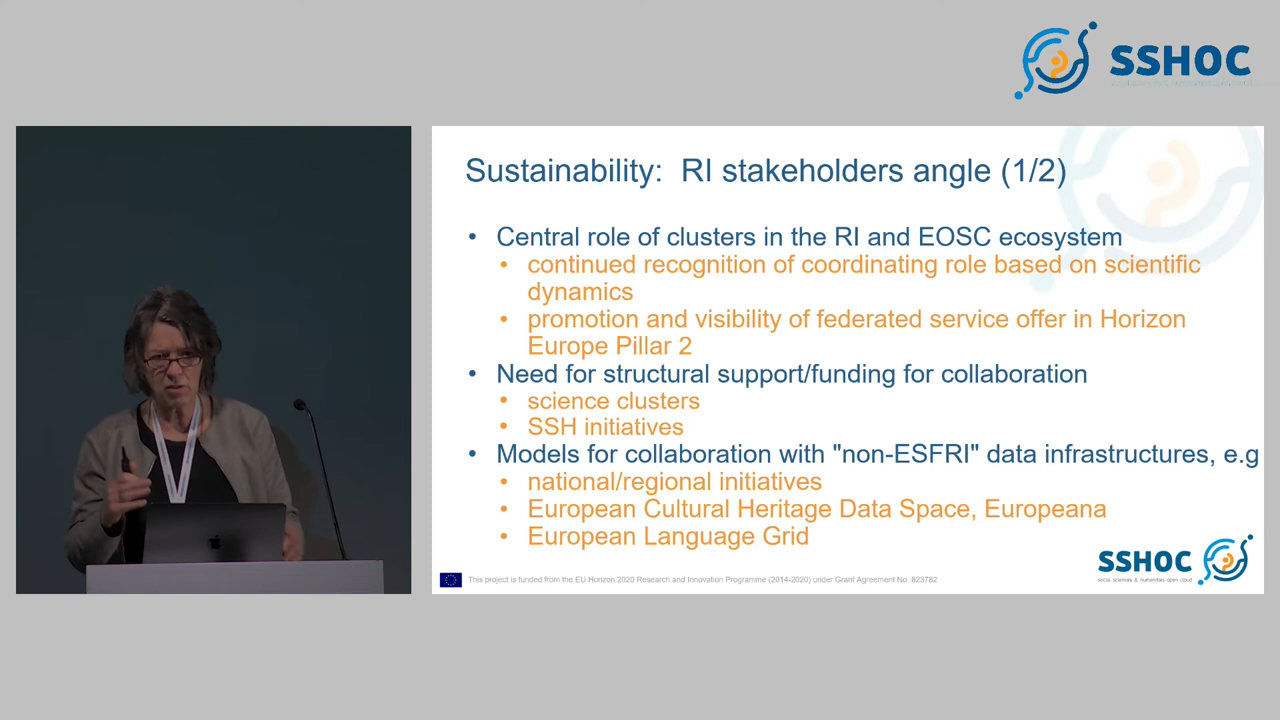 SSHOC
Sustainability: RI stakeholders angle (1/2)
• Central role of clusters in the RI and EOSC ecosystem
• continued recognition of coordinating role based on scientific
dynamics
• promotion and visibility of federated service offer in Horizon
Europe Pillar 2
• Need for structural support/funding for collaboration
• science clusters
• SSH initiatives
• Models for collaboration with "non-ESFRI" data infrastructures, e.g
• national/regional initiatives
• European Cultural Heritage Data Space, Europeana
• European Language Grid
This project is funded from the EU Horizon 2020 Research and Innovation Programme (2014-2020) under Grant Agreement No. 823782
SSHOC
social sciences & humanities open cloud